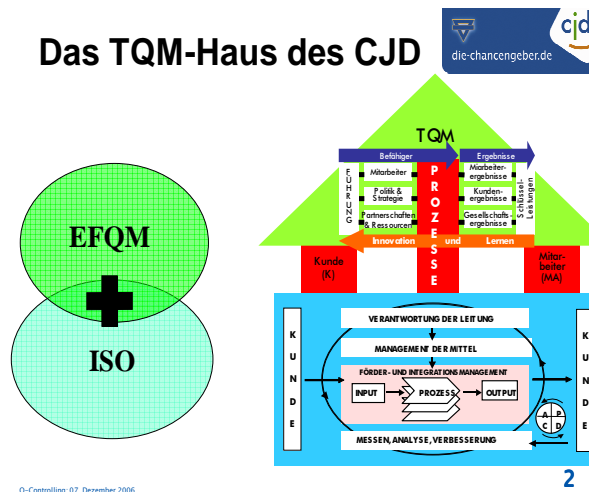 Das TQM-Haus des CJD
die-chancengeber.de
cjd
EFQM
ISO
TQM
Befähiger
Ergebnisse
FÜHRUNG
Mitarbeiter
Politik &
Strategie
Partnerschaften
& Ressourcen
PROZESSE
Miarbeiter-
ergebnisse
Kunden-
ergebnisse
Gesellschafts-
ergebnisse
Schüssel-
Leistungen
Innovation und Lernen
Kunde
(K)
Mitar-
beiter
(MA)
KUNDE
VERANTWORTUNG DER LEITUNG
MANAGEMENT DER MITTEL
FÖRDER- UND INTEGRATIONSMANAGEMENT
INPUT
PROZESS
OUTPUT
MESSEN, ANALYSE, VERBESSERUNG
A P
C D
KUNDE
Q-Controlling; 07. Dezember 2006
2